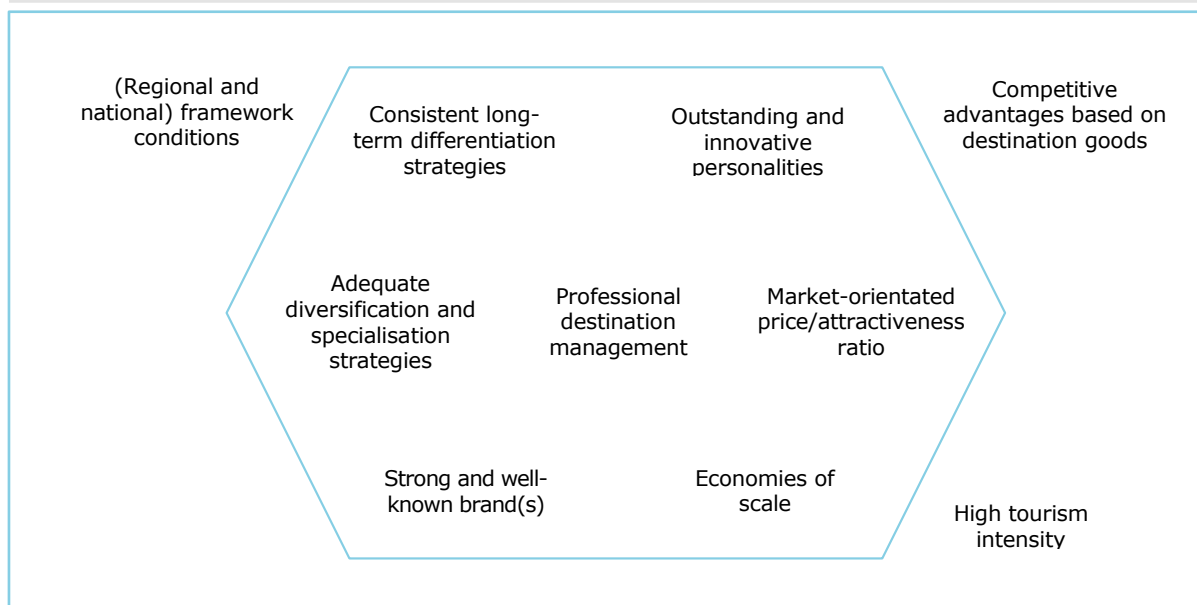 (Regional and
national) framework
conditions
Consistent long-
term differentiation
strategies
Outstanding and
innovative
personalities
Competitive
advantages based on
destination goods
Adequate
diversification and
specialisation
strategies
Professional
destination
management
Market-orientated
price/attractiveness
ratio
Strong and well-
known brand(s)
Economies of
scale
High tourism
intensity